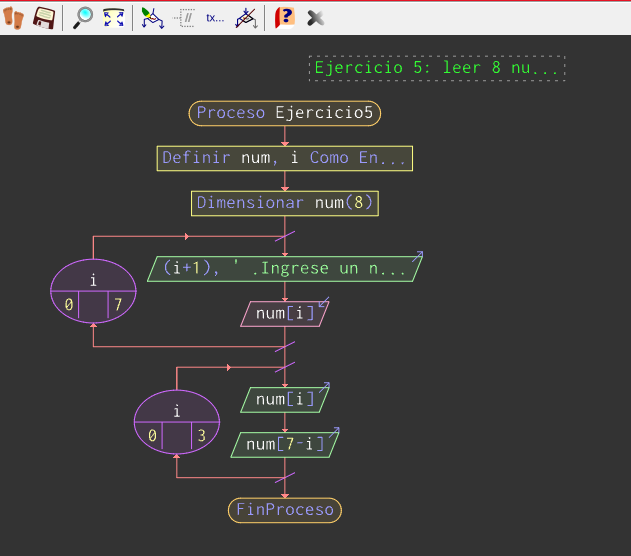 tx...
?
Ejercicio 5: leer 8 nu...
Proceso Ejercicio5
Definir num, i Como En...
Dimensionar num(8)
i
0 7
(i+1), ' .Ingrese un n...
num[i]
i
0 3
num[i]
num[7-i]
FinProceso